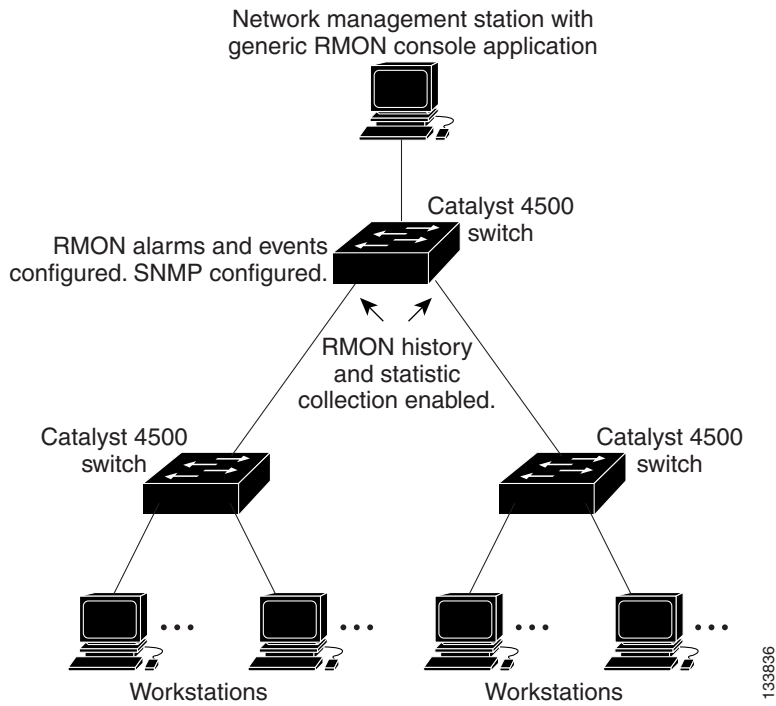 Network management station with
generic RMON console application
Catalyst 4500
switch
RMON alarms and events
configured. SNMP configured.
RMON history
and statistic
collection enabled.
Catalyst 4500
switch
Catalyst 4500
switch
Workstations
Workstations
133836